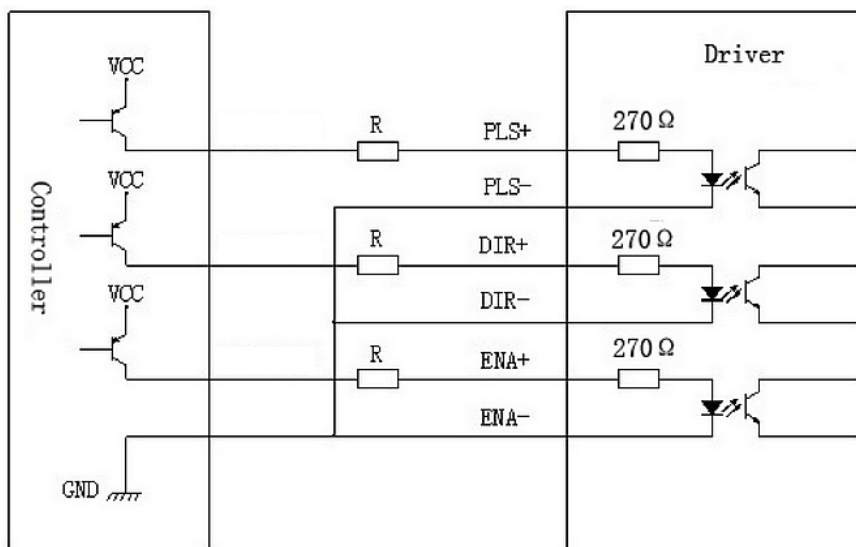 Driver
VCC
R
PLS+
270Ω
PLS-
VCC
R
DIR+
270Ω
DIR-
Controller
VCC
R
ENA+
270Ω
ENA-
GND